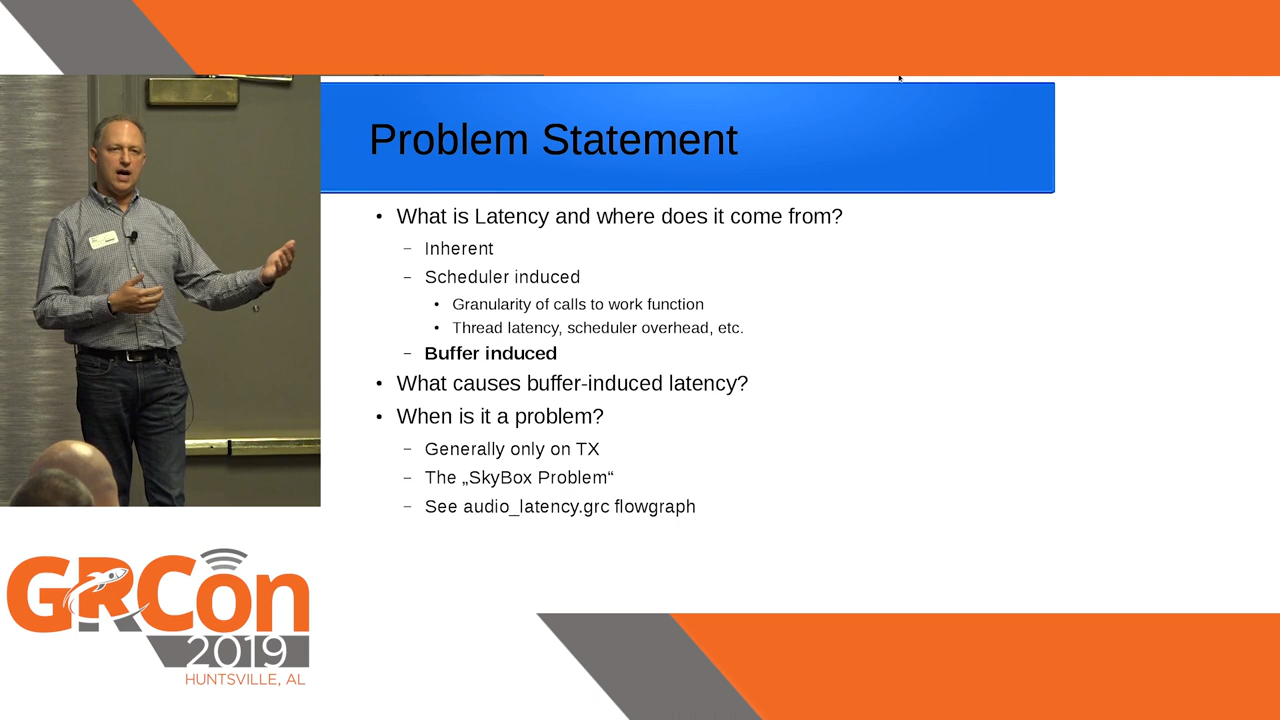 Problem Statement
• What is Latency and where does it come from?
– Inherent
– Scheduler induced
• Granularity of calls to work function
• Thread latency, scheduler overhead, etc.
– Buffer induced
• What causes buffer-induced latency?
• When is it a problem?
– Generally only on TX
– The „SkyBox Problem“
– See audio_latency.grc flowgraph
GRCon
2019
HUNTSVILLE, AL